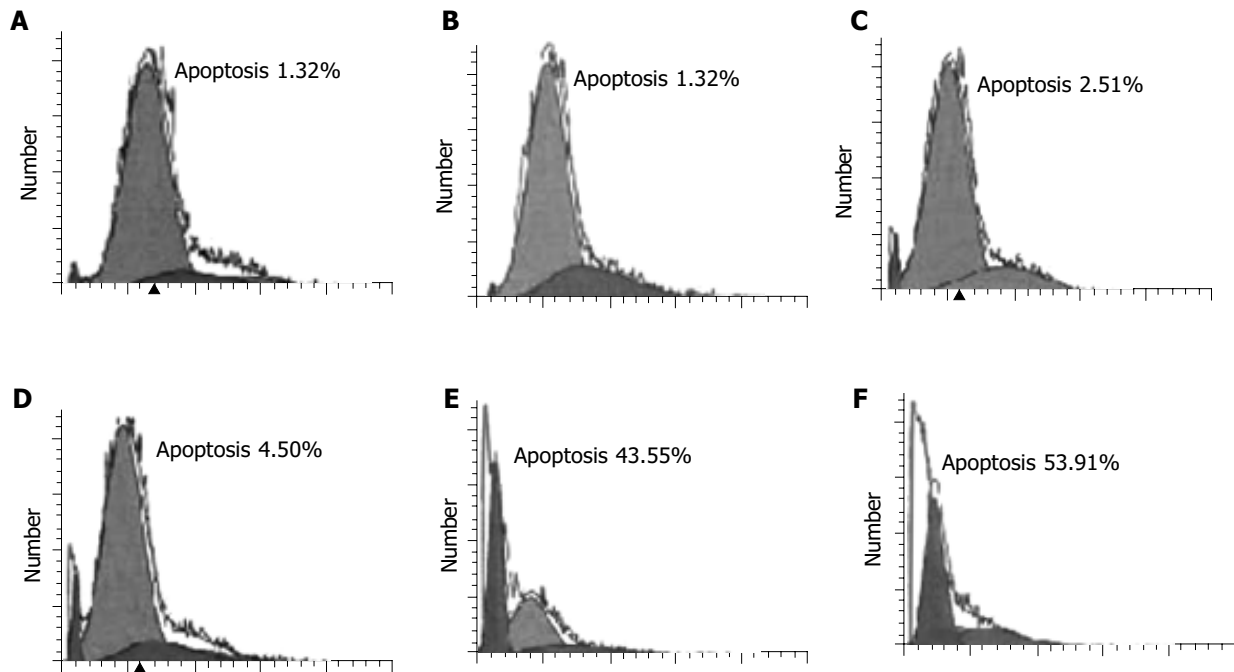 A
Apoptosis 1.32%
Number
B
Apoptosis 1.32%
Number
C
Apoptosis 2.51%
Number
D
Apoptosis 4.50%
Number
E
Apoptosis 43.55%
Number
F
Apoptosis 53.91%
Number